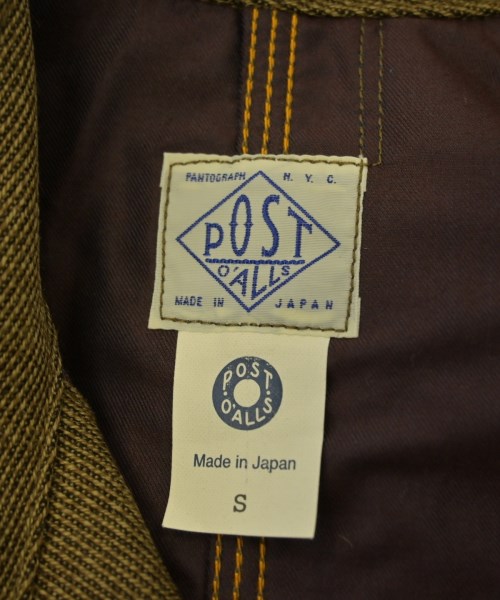 PANTOGRAPH N. Y. C.
POST
O'ALLS
MADE IN JAPAN
POST
·O'ALLS·
Made in Japan
S